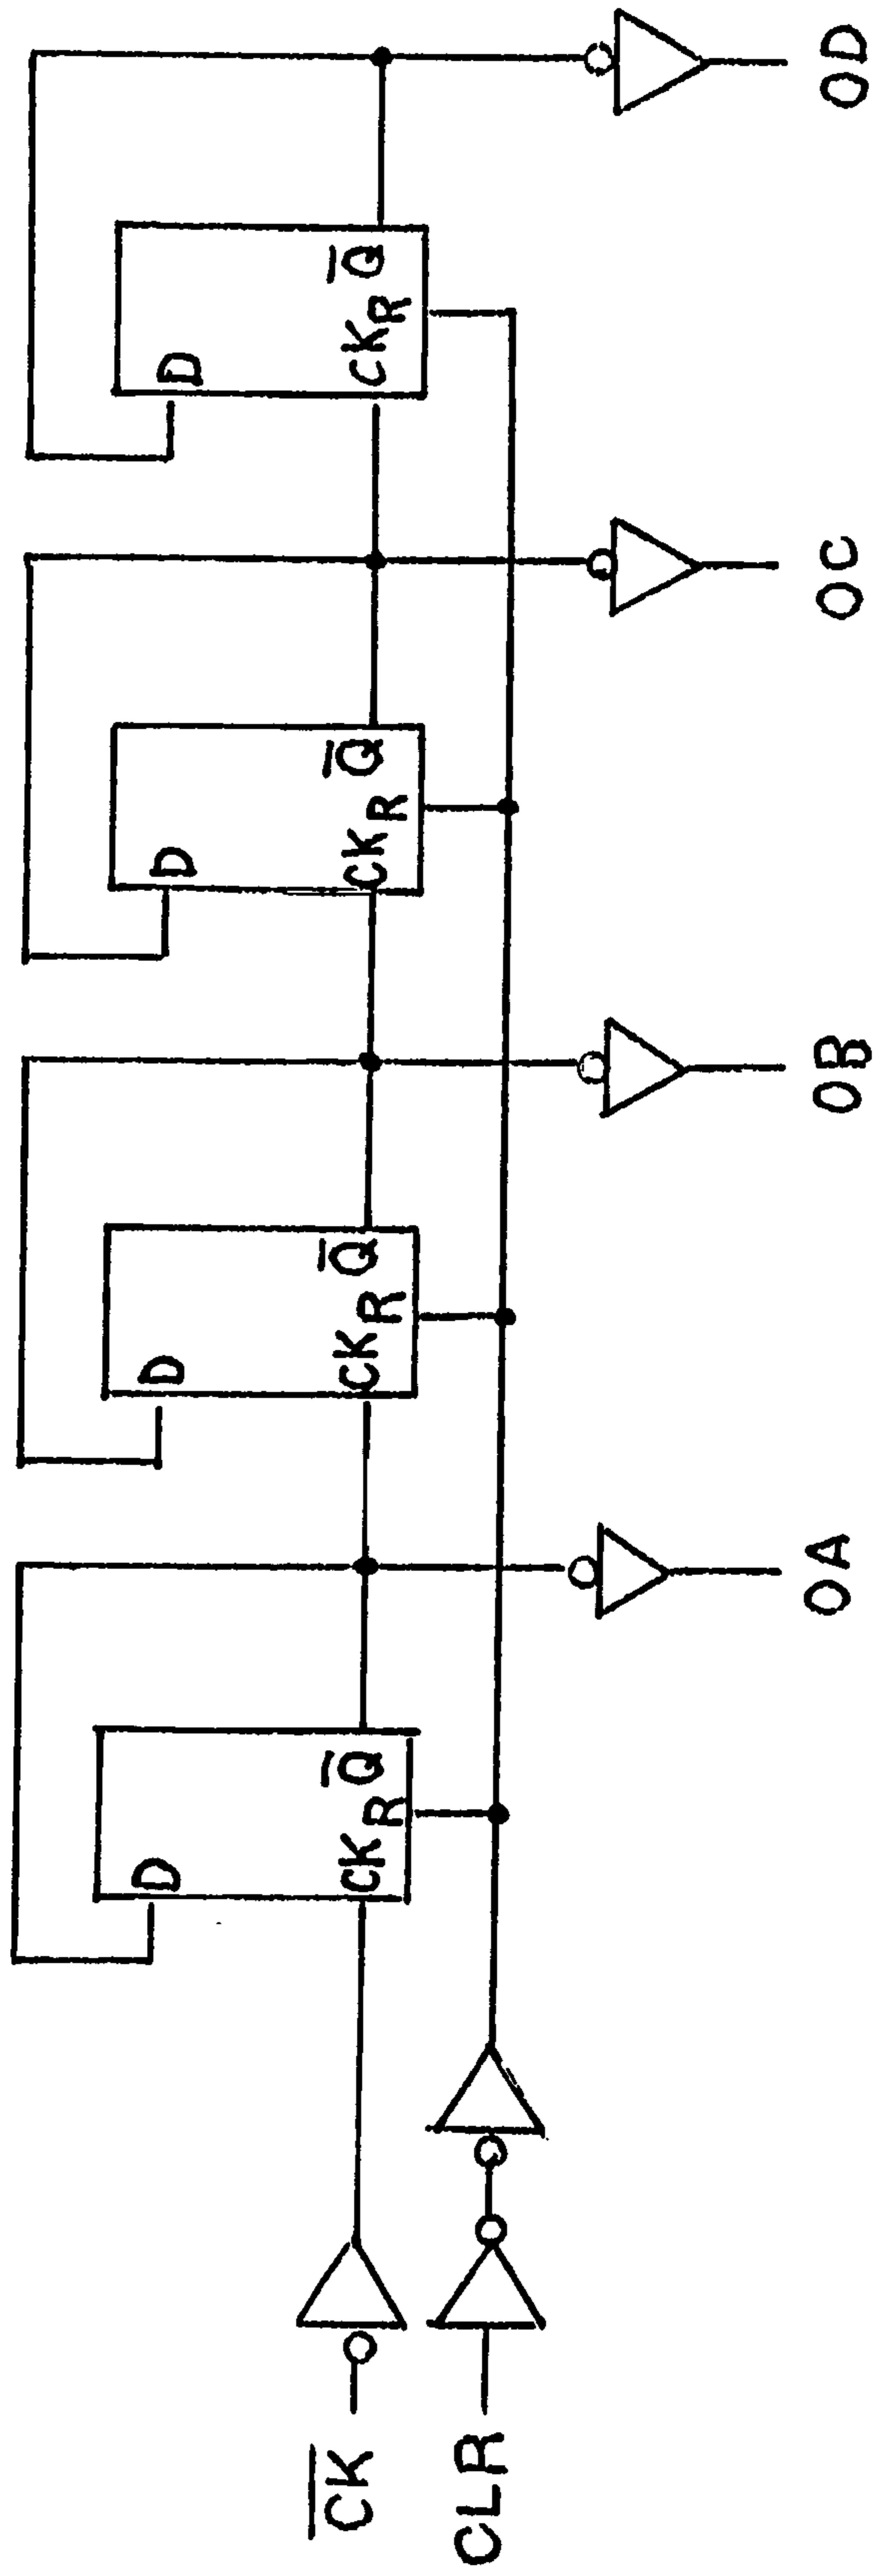 D D D D
C̅K̅ CK Q̅ CK Q̅ CK Q̅ CK Q̅
R R R R
CLR
OA OB OC OD